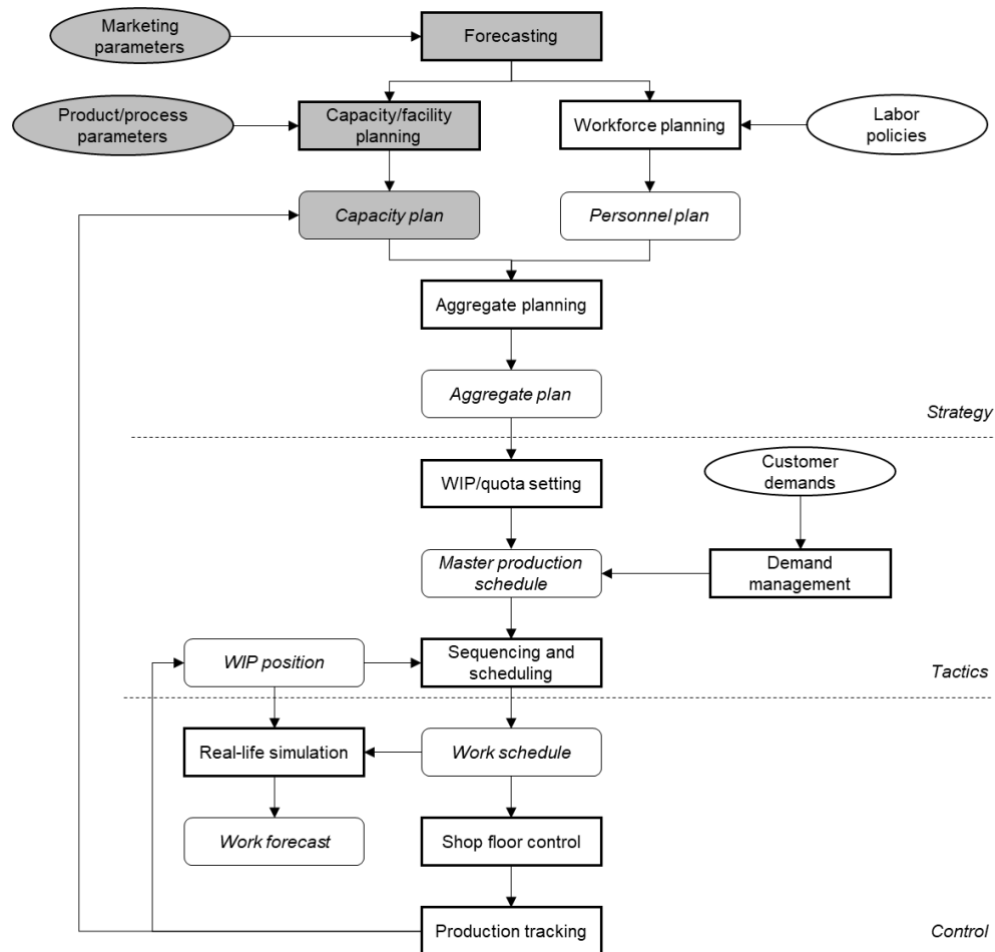 Marketing
parameters
Forecasting
Product/process
parameters
Capacity/facility
planning
Workforce planning
Labor
policies
Capacity plan
Personnel plan
Aggregate planning
Aggregate plan
Strategy
WIP/quota setting
Customer
demands
Master production
schedule
Demand
management
WIP position
Sequencing and
scheduling
Tactics
Real-life simulation
Work schedule
Work forecast
Shop floor control
Production tracking
Control